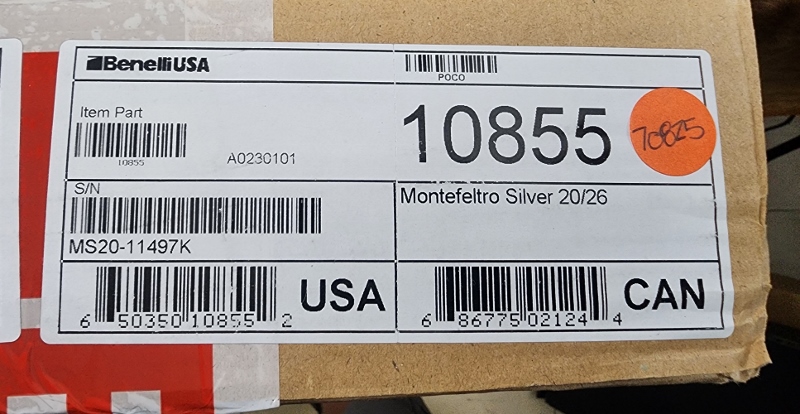 BenelliUSA
POCO
Item Part
10855
A0230101
10855
S/N
MS20-11497K
Montefeltro Silver 20/26
6 50350 10855 2
USA
6 86775 02124 4
CAN